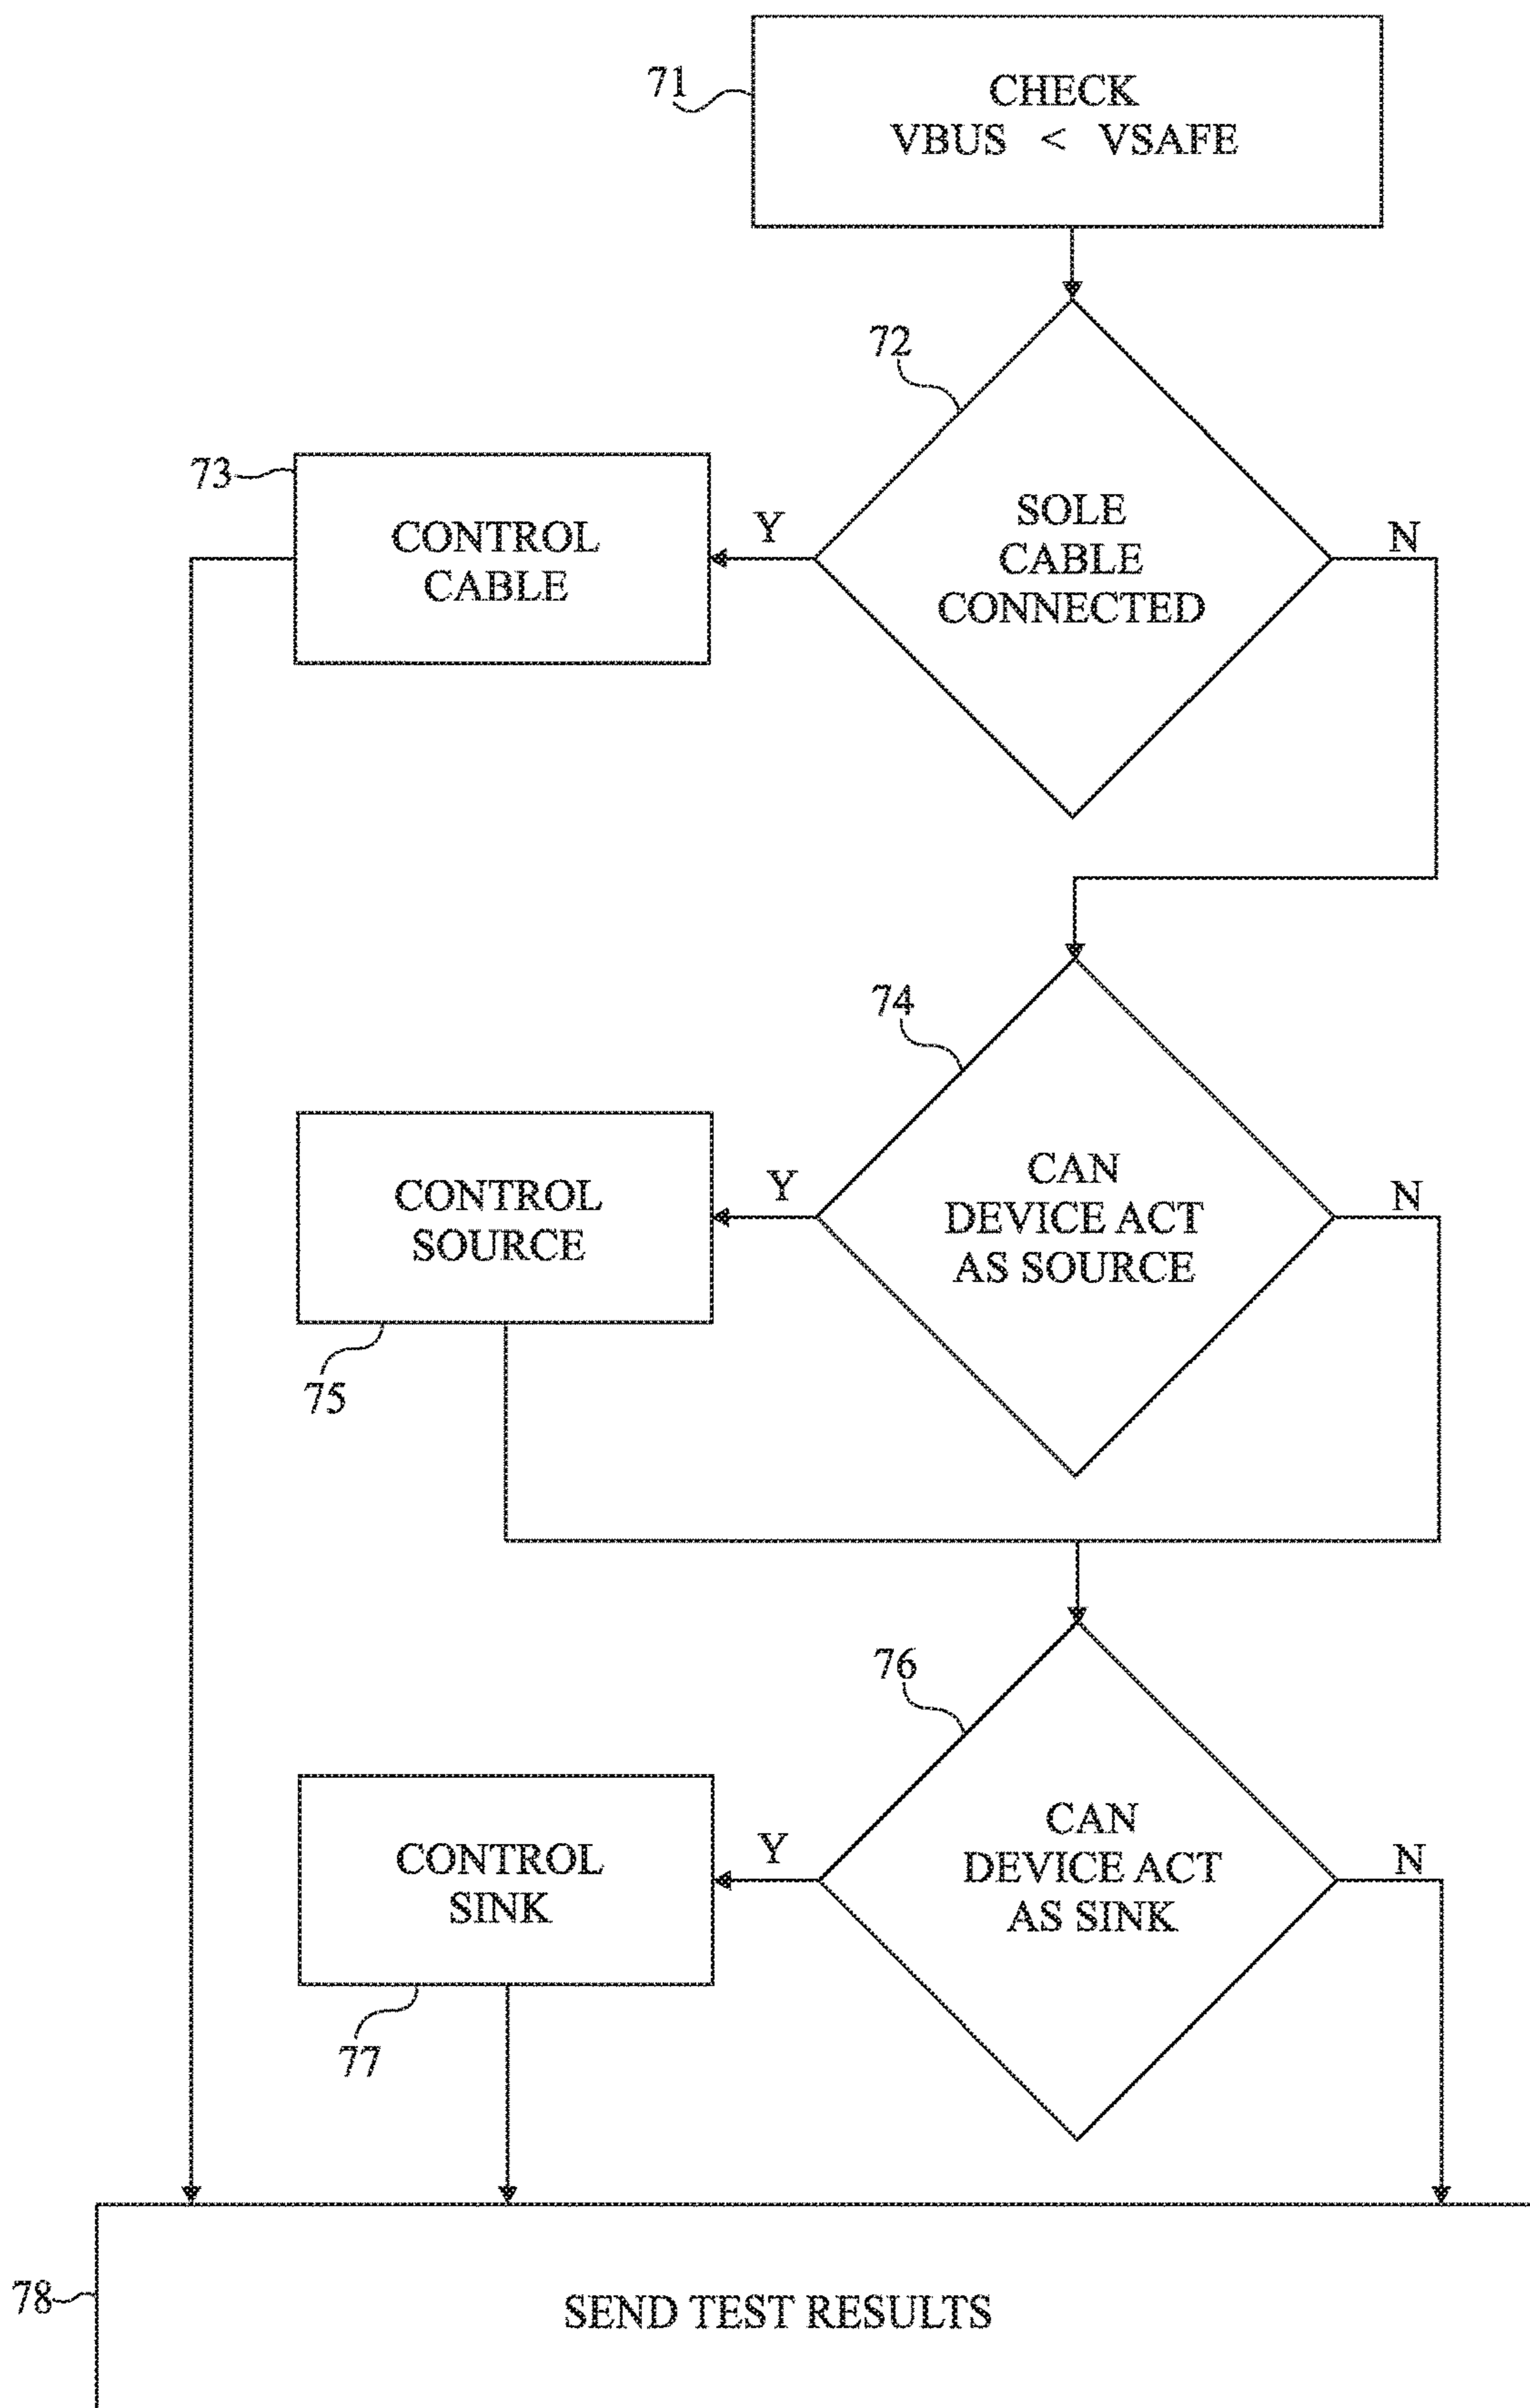 71
CHECK
VBUS < VSAFE
72
73
CONTROL
CABLE
Y
SOLE
CABLE
CONNECTED
N
74
CONTROL
SOURCE
Y
CAN
DEVICE ACT
AS SOURCE
N
75
76
CONTROL
SINK
Y
CAN
DEVICE ACT
AS SINK
N
77
78
SEND TEST RESULTS